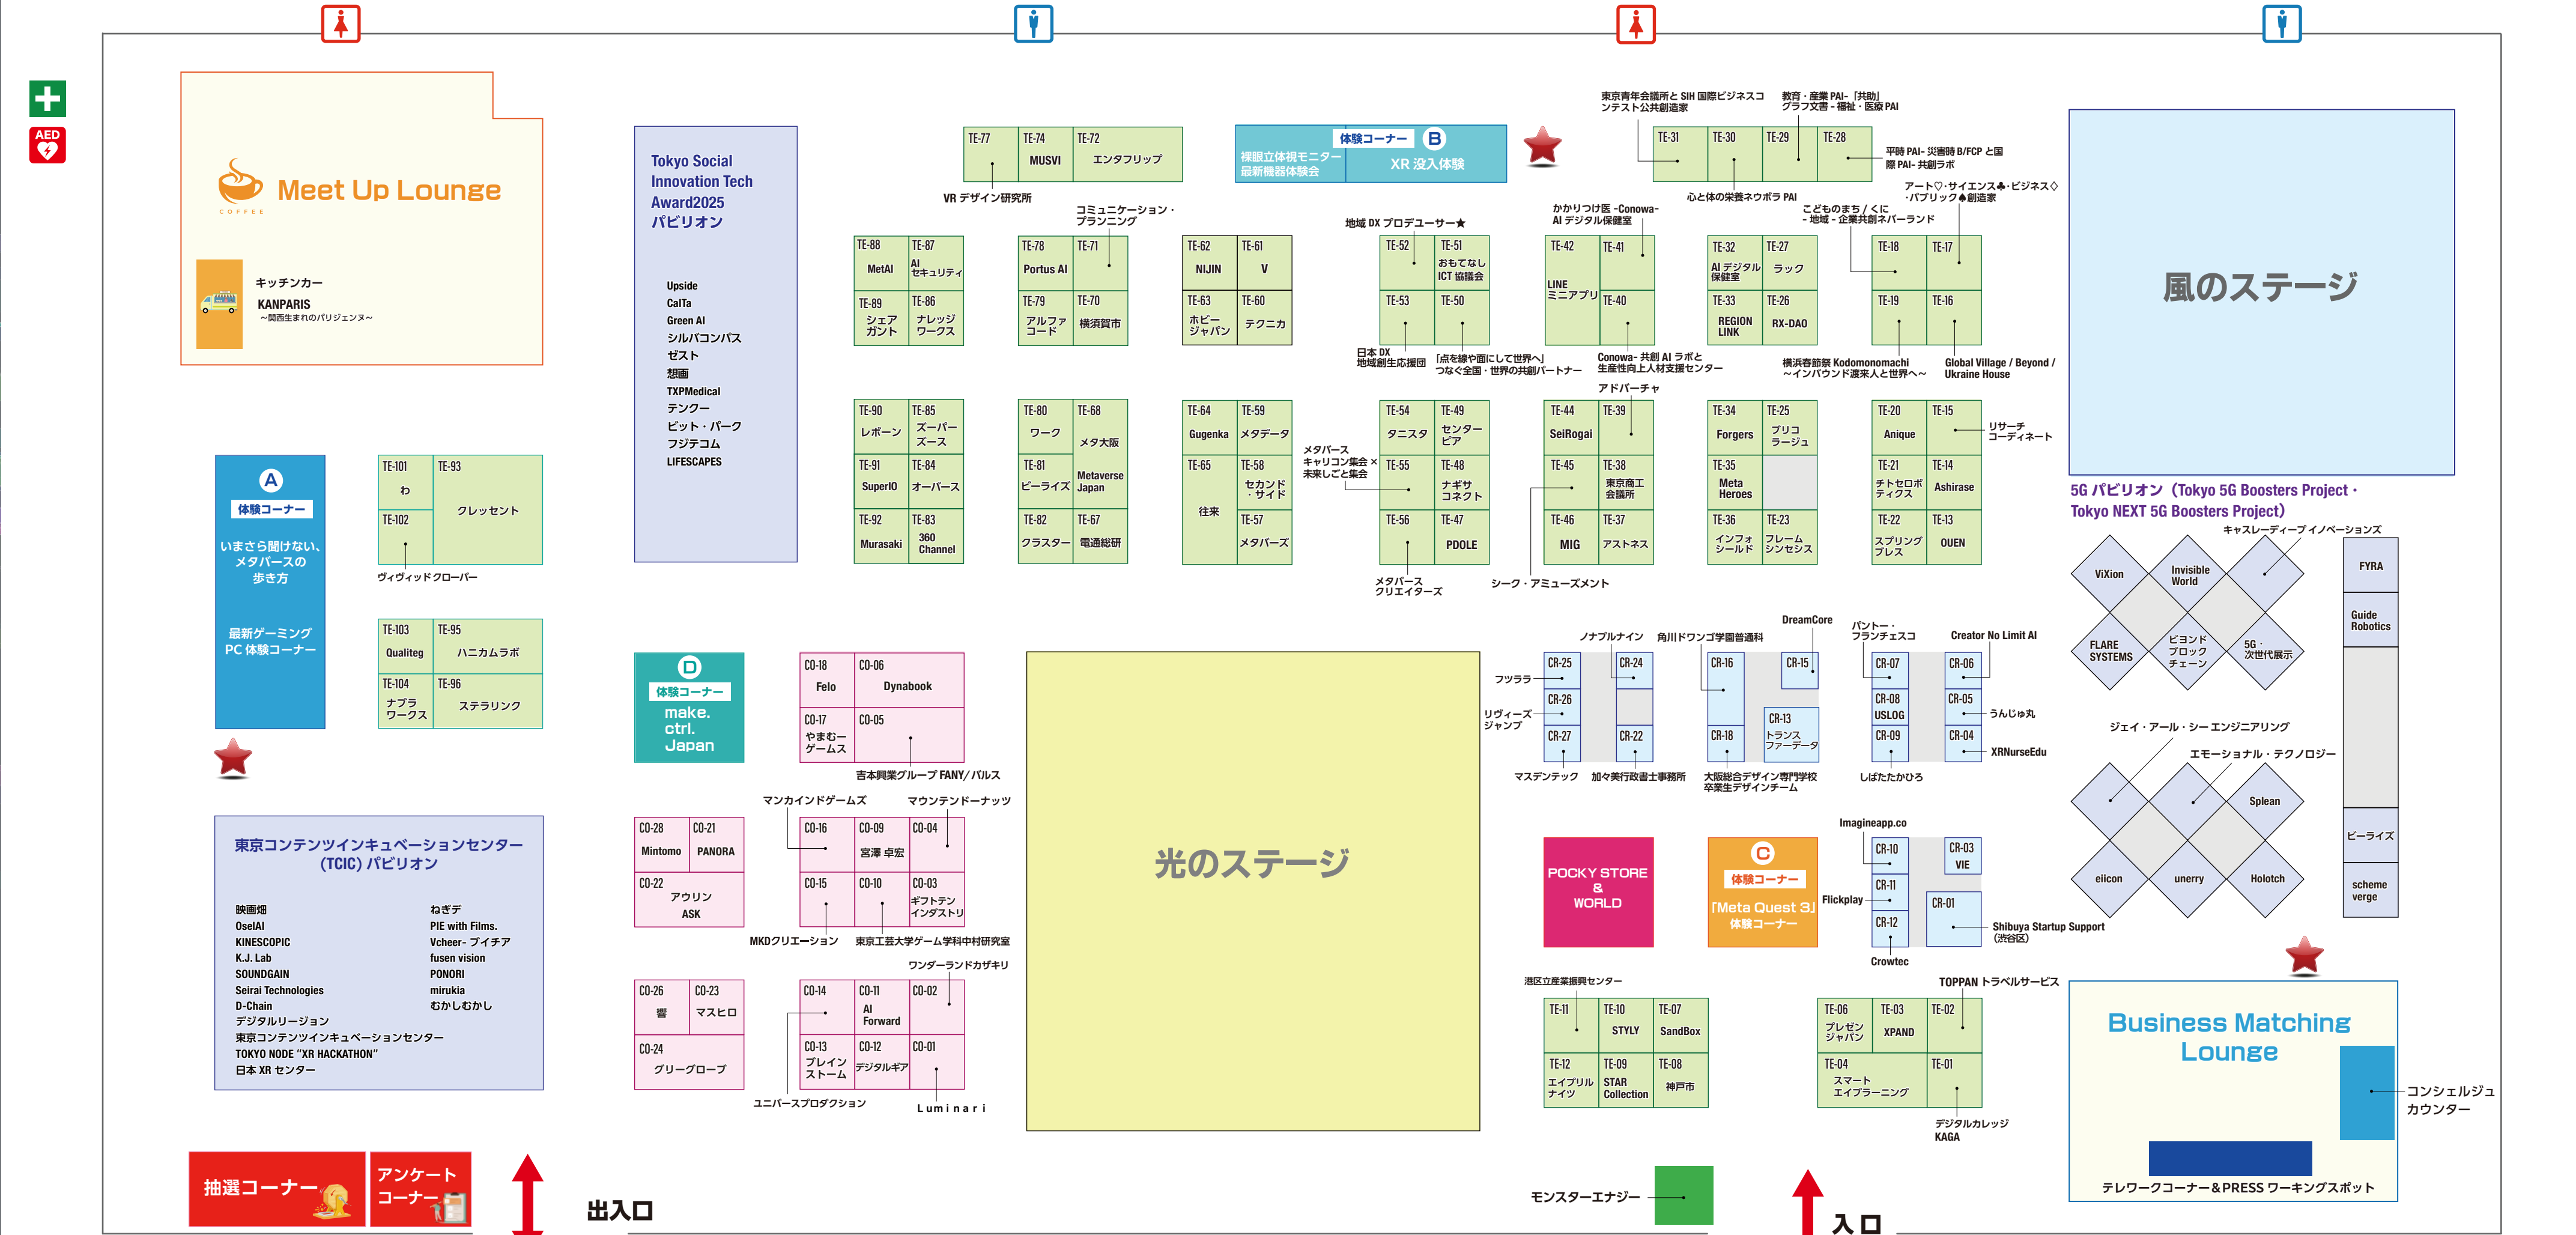 AED
COFFEE
Meet Up Lounge
キッチンカー
KANPARIS
～関西生まれのパリジェンヌ～
Tokyo Social
Innovation Tech
Award2025
パビリオン
Upside
CalTa
Green AI
シルバコンパス
ゼスト
想画
TXPMedical
テンクー
ビット・パーク
フジテコム
LIFESCAPES
TE-77
TE-74
MUSVI
TE-72
エンタフリップ
VR デザイン研究所
体験コーナー B
裸眼立体視モニター
最新機器体験会
XR 没入体験
東京青年会議所と SIH 国際ビジネスコ
ンテスト公共創造家
教育・産業 PAI-「共助」
グラフ文書 - 福祉・医療 PAI
TE-31
TE-30
TE-29
TE-28
平時 PAI- 災害時 B/FCP と国
際 PAI- 共創ラボ
心と体の栄養ネウボラ PAI
アート♡・サイエンス♣・ビジネス♢
・パブリック♠創造家
こどものまち / くに
- 地域 - 企業共創ネバーランド
コミュニケーション・
プランニング
地域 DX プロデューサー★
かかりつけ医 -Conowa-
AI デジタル保健室
TE-88
MetAI
TE-87
AI
セキュリティ
TE-89
シェア
ガント
TE-86
ナレッジ
ワークス
TE-78
Portus AI
TE-71
TE-79
アルファ
コード
TE-70
横須賀市
TE-62
NIJIN
TE-61
V
TE-63
ホビー
ジャパン
TE-60
テクニカ
TE-52
TE-51
おもてなし
ICT 協議会
TE-53
TE-50
日本 DX
地域創生応援団
「点を線や面にして世界へ」
つなぐ全国・世界の共創パートナー
TE-42
LINE
ミニアプリ
TE-41
TE-40
Conowa- 共創 AI ラボと
生産性向上人材支援センター
TE-32
AI デジタル
保健室
TE-27
ラック
TE-33
REGION
LINK
TE-26
RX-DAO
TE-18
TE-17
TE-19
TE-16
横浜春節祭 Kodomonomachi
～インバウンド渡来人と世界へ～
Global Village / Beyond /
Ukraine House
風のステージ
TE-90
レボーン
TE-85
ズーパー
ズース
TE-91
SuperIO
TE-84
オーバース
TE-92
Murasaki
TE-83
360
Channel
TE-80
ワーク
TE-68
メタ大阪
TE-81
ビーライズ
Metaverse
Japan
TE-82
クラスター
TE-67
電通総研
TE-64
Gugenka
TE-59
メタデータ
TE-65
往来
TE-58
セカンド
・サイド
TE-57
メタバーズ
メタバース
キャリコン集会 ×
未来しごと集会
TE-54
タニスタ
TE-49
センター
ピア
TE-55
TE-48
ナギサ
コネクト
TE-56
TE-47
PDOLE
メタバース
クリエイターズ
アドバーチャ
TE-44
SeiRogai
TE-39
TE-45
TE-38
東京商工
会議所
TE-46
MIG
TE-37
アストネス
シーク・アミューズメント
TE-34
Forgers
TE-25
ブリコ
ラージュ
TE-35
Meta
Heroes
TE-36
インフォ
シールド
TE-23
フレーム
シンセシス
TE-20
Anique
TE-15
リサーチ
コーディネート
TE-21
チトセロボ
ティクス
TE-14
Ashirase
TE-22
スプリング
ブレス
TE-13
OUEN
A
体験コーナー
いまさら聞けない、
メタバースの
歩き方
最新ゲーミング
PC 体験コーナー
TE-101
わ
TE-93
クレッセント
TE-102
ヴィヴィッド クローバー
TE-103
Qualiteg
TE-95
ハニカムラボ
TE-104
ナブラ
ワークス
TE-96
ステラリンク
5G パビリオン（Tokyo 5G Boosters Project・
Tokyo NEXT 5G Boosters Project）
キャスレーディープ イノベーションズ
ViXion
Invisible
World
FLARE
SYSTEMS
ビヨンド
ブロック
チェーン
5G・
次世代展示
FYRA
Guide
Robotics
ジェイ・アール・シー エンジニアリング
エモーショナル・テクノロジー
Splean
eiicon
unerry
Holotch
ビーライズ
scheme
verge
D
体験コーナー
make.
ctrl.
Japan
CO-18
Felo
CO-06
Dynabook
CO-17
やまむー
ゲームス
CO-05
吉本興業グループ FANY/ パルス
光のステージ
ノナプルナイン
角川ドワンゴ学園普通科
DreamCore
パントー・
フランチェスコ
Creator No Limit AI
CR-25
フツララ
CR-24
CR-26
リヴィーズ
ジャンプ
CR-27
CR-22
マスデンテック
加々美行政書士事務所
CR-16
CR-15
CR-13
トランス
ファーデータ
CR-18
大阪総合デザイン専門学校
卒業生デザインチーム
CR-07
CR-06
CR-08
USLOG
CR-05
うんじゅ丸
CR-09
CR-04
XRNurseEdu
しばたたかひろ
マンカインドゲームズ
マウンテンドーナッツ
CO-28
Mintomo
CO-21
PANORA
CO-22
アウリン
ASK
CO-16
CO-09
宮澤 卓宏
CO-04
CO-15
CO-10
CO-03
ギフトテン
インダストリ
MKDクリエーション
東京工芸大学ゲーム学科中村研究室
ワンダーランドカザキリ
CO-26
響
CO-23
マスヒロ
CO-24
グリーグローブ
CO-14
CO-11
AI
Forward
CO-02
CO-13
ブレイン
ストーム
CO-12
デジタルギア
CO-01
ユニバースプロダクション
Luminari
POCKY STORE
&
WORLD
C
体験コーナー
「Meta Quest 3」
体験コーナー
Imagineapp.co
CR-10
CR-03
VIE
CR-11
Flickplay
CR-12
CR-01
Shibuya Startup Support
（渋谷区）
Crowtec
港区立産業振興センター
TE-11
TE-10
STYLY
TE-07
SandBox
TE-12
エイプリル
ナイツ
TE-09
STAR
Collection
TE-08
神戸市
TOPPAN トラベルサービス
TE-06
プレゼン
ジャパン
TE-03
XPAND
TE-02
TE-04
スマート
エイプラーニング
TE-01
デジタルカレッジ
KAGA
東京コンテンツインキュベーションセンター
(TCIC) パビリオン
映画畑
OselAI
KINESCOPIC
K.J. Lab
SOUNDGAIN
Seirai Technologies
D-Chain
デジタルリージョン
東京コンテンツインキュベーションセンター
TOKYO NODE "XR HACKATHON"
日本 XR センター
ねぎデ
PIE with Films.
Vcheer- ブイチア
fusen vision
PONORI
mirukia
むかしむかし
Business Matching
Lounge
コンシェルジュ
カウンター
テレワークコーナー＆PRESS ワーキングスポット
抽選コーナー
アンケート
コーナー
出入口
モンスターエナジー
入口